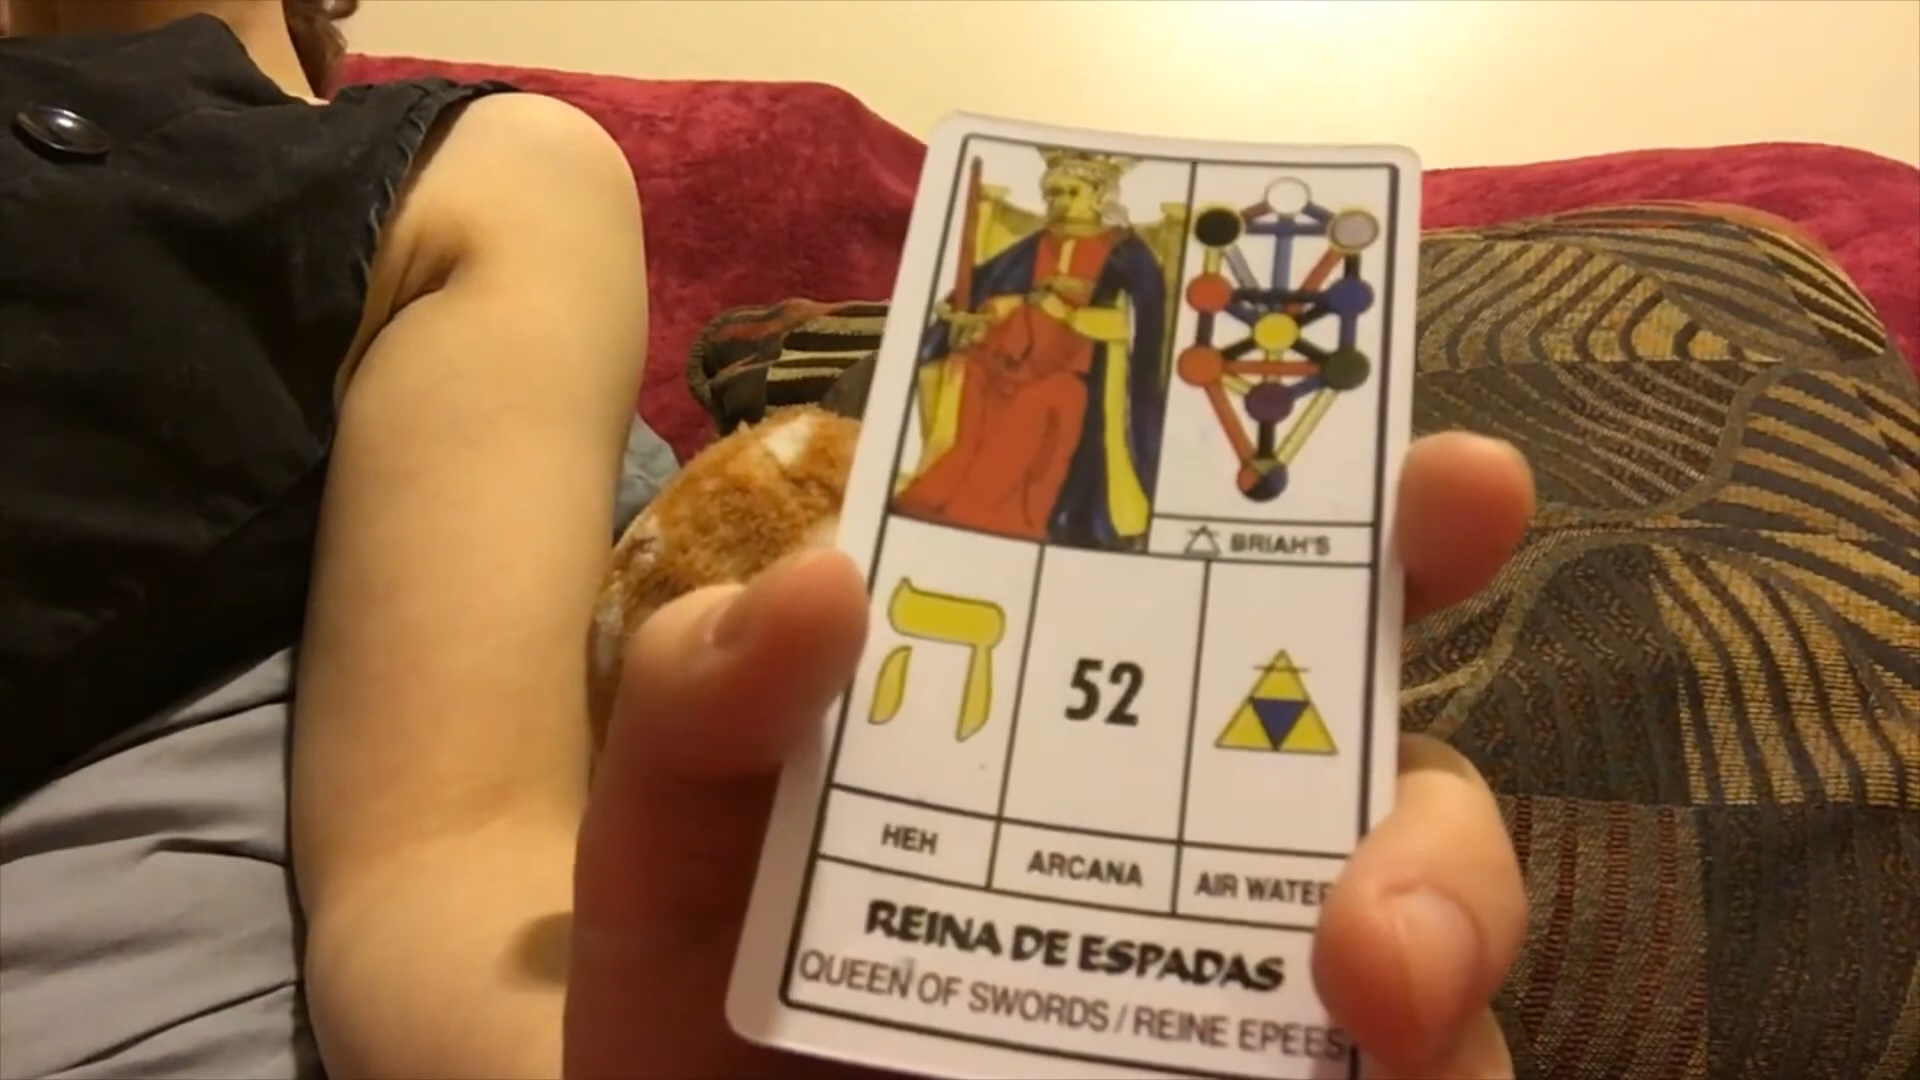 BRIAH'S
ה 52
HEH ARCANA AIR WATER
REINA DE ESPADAS
QUEEN OF SWORDS / REINE EPEES